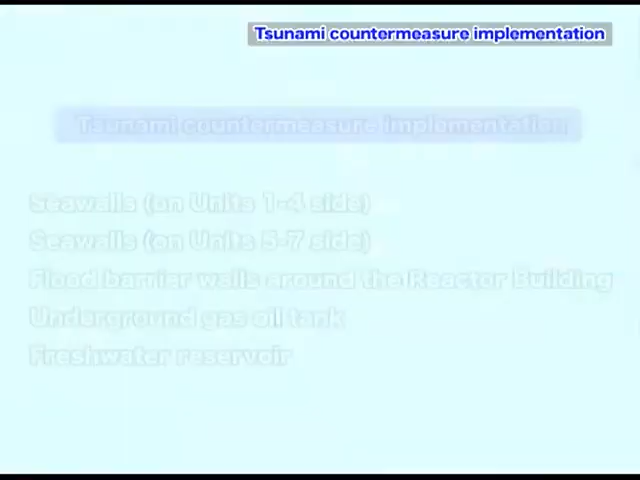 Tsunami countermeasure implementation
Tsunami countermeasure implementation
Seawalls (on Units 1-4 side)
Seawalls (on Units 5-7 side)
Flood barrier walls around the Reactor Building
Underground gas oil tank
Freshwater reservoir